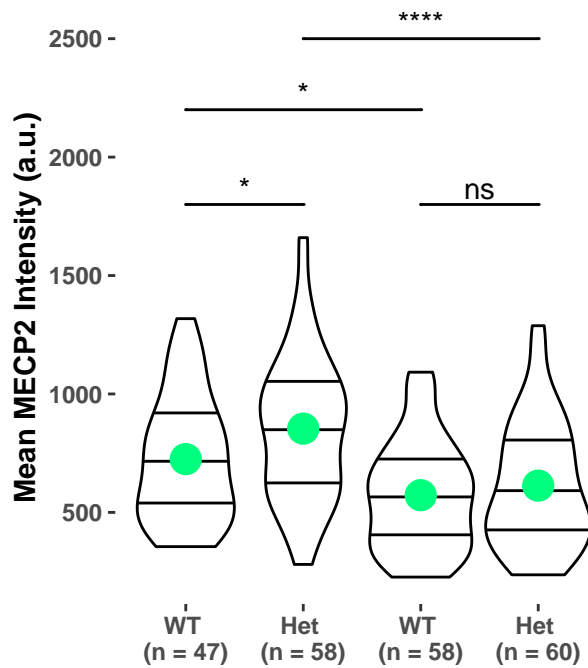 Mean MECP2 Intensity (a.u.)
2500
2000
1500
1000
500
****
*
*
ns
WT
(n = 47)
Het
(n = 58)
WT
(n = 58)
Het
(n = 60)